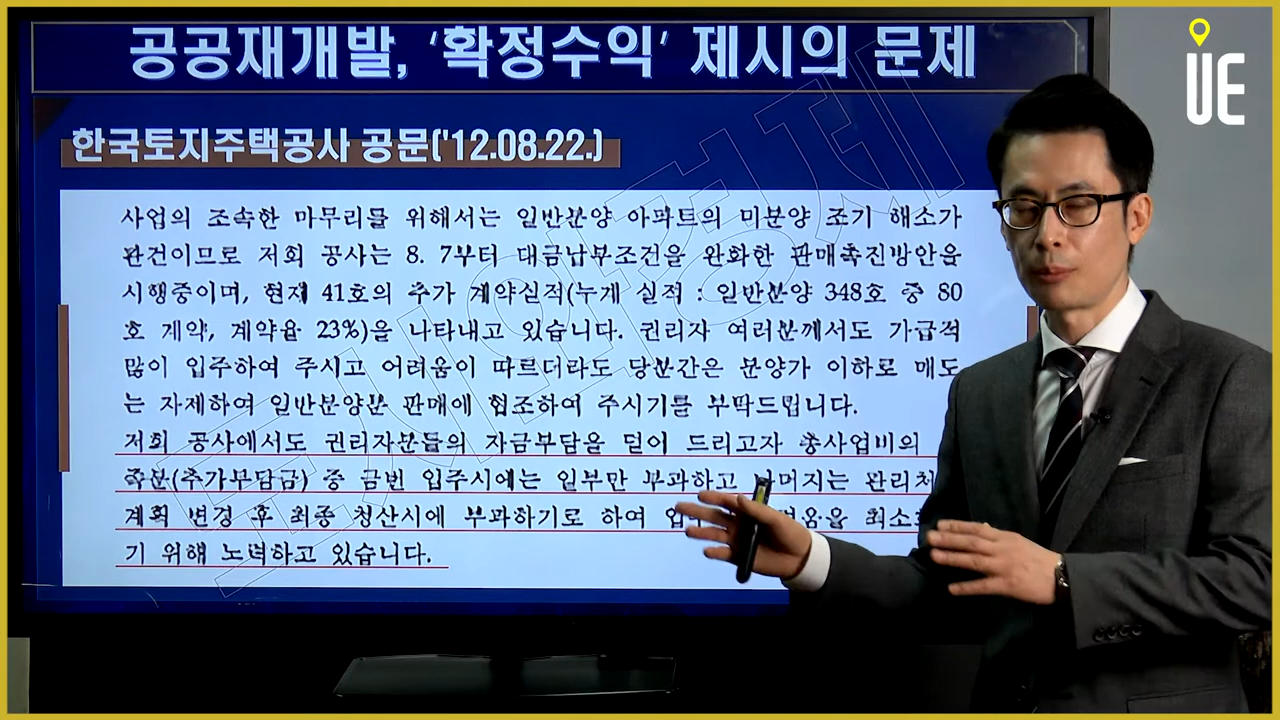 공공재개발, '확정수익' 제시의 문제
UE
한국토지주택공사 공문('12.08.22.)
사업의 조속한 마무리를 위해서는 일반분양 아파트의 미분양 조기 해소가
관건이므로 저희 공사는 8. 7부터 대금납부조건을 완화한 판매촉진방안을
시행중이며, 현재 41호의 추가 계약실적(누계 실적 : 일반분양 348호 중 80
호 계약, 계약율 23%)을 나타내고 있습니다. 권리자 여러분께서도 가급적
많이 입주하여 주시고 어려움이 따르더라도 당분간은 분양가 이하로 매도
는 자제하여 일반분양분 판매에 협조하여 주시기를 부탁드립니다.
저희 공사에서도 권리자분들의 자금부담을 덜어 드리고자 총사업비의
족분(추가부담금) 중 금번 입주시에는 일부만 부과하고 나머지는 관리처
계획 변경 후 최종 청산시에 부과하기로 하여 최소
기 위해 노력하고 있습니다.
도시와경제